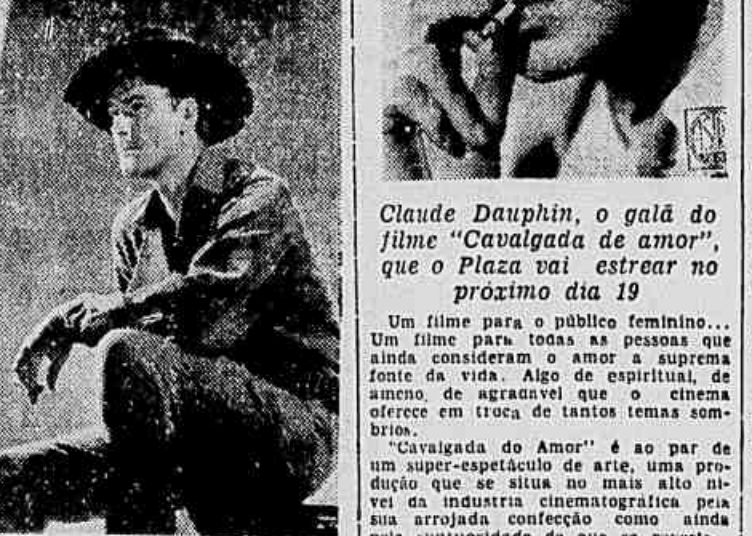 Claude Dauphin, o galã do
filme "Cavalgada de amor",
que o Plaza vai estrear no
próximo dia 19
Um filme para o público feminino...
Um filme para todas as pessoas que
ainda consideram o amor a suprema
fonte da vida. Algo de espiritual, de
ameno, de agradavel que o cinema
oferece em troca de tantos temas som-
brios.
"Cavalgada do Amor" é ao par de
um super-espetáculo de arte, uma pro-
dução que se situa no mais alto ni-
vel da industria cinematográfica pela
sua arrojada confecção como ainda